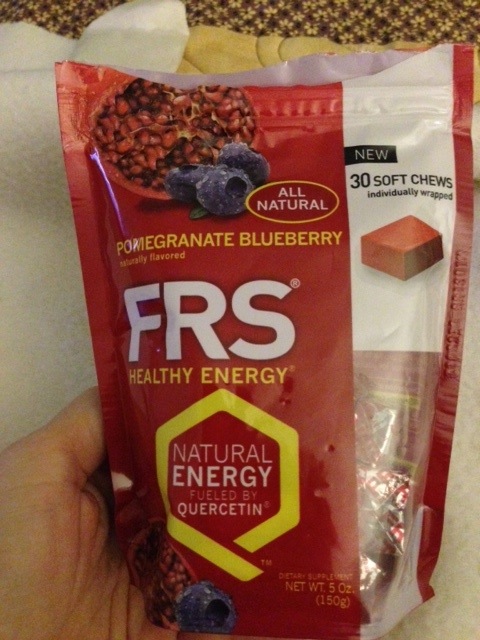 ALL
NATURAL
NEW
30 SOFT CHEWS
individually wrapped
POMEGRANATE BLUEBERRY
naturally flavored
FRS®
HEALTHY ENERGY®
NATURAL
ENERGY
FUELED BY
QUERCETIN®
TM
DIETARY SUPPLEMENT
NET WT. 5 Oz.
(150g)